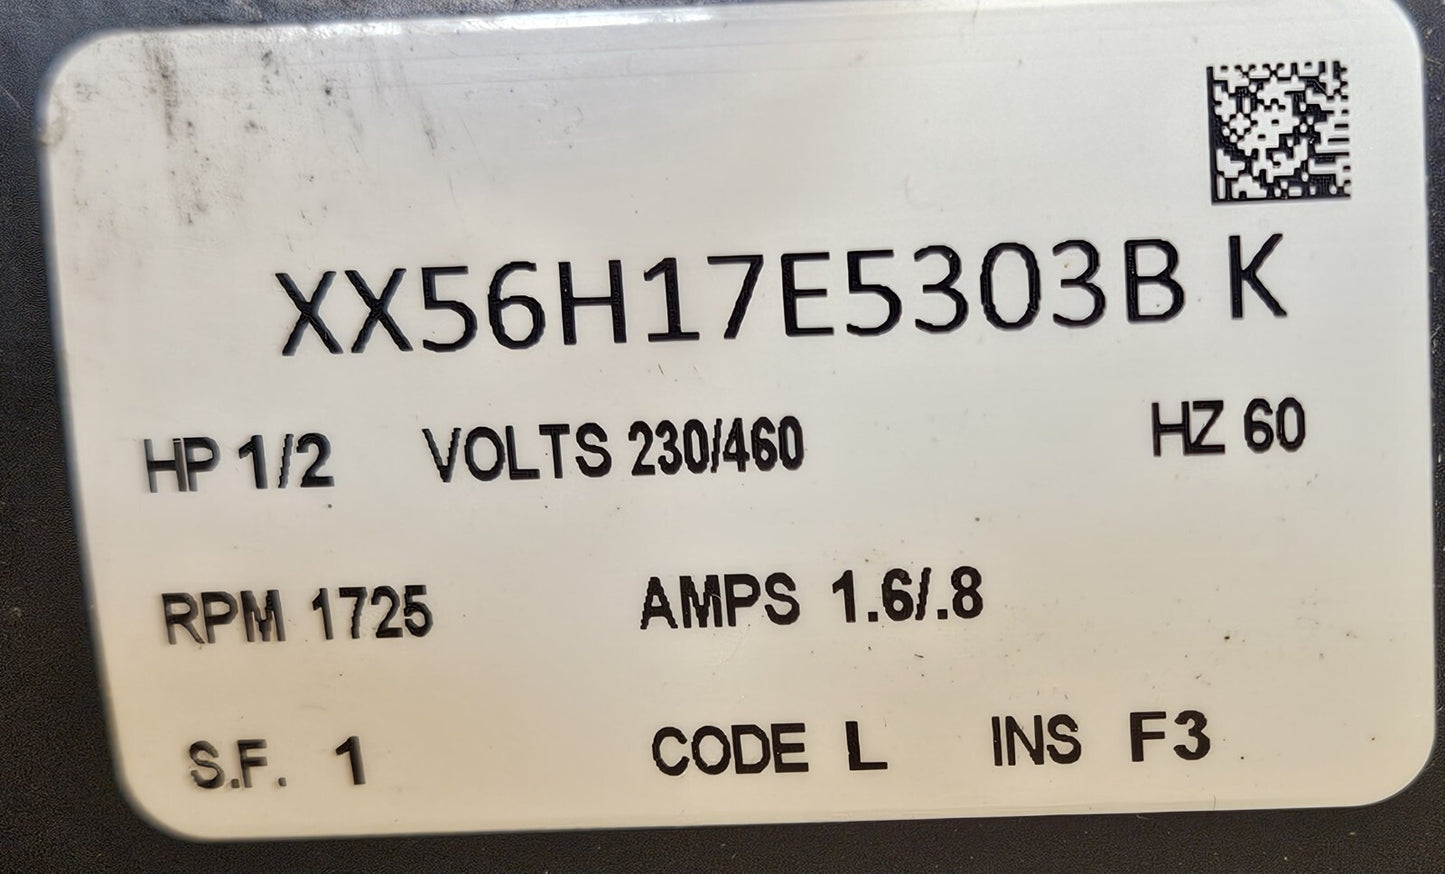 XX56H17E5303B K
HP 1/2 VOLTS 230/460 HZ 60
RPM 1725 AMPS 1.6/.8
S.F. 1 CODE L INS F3